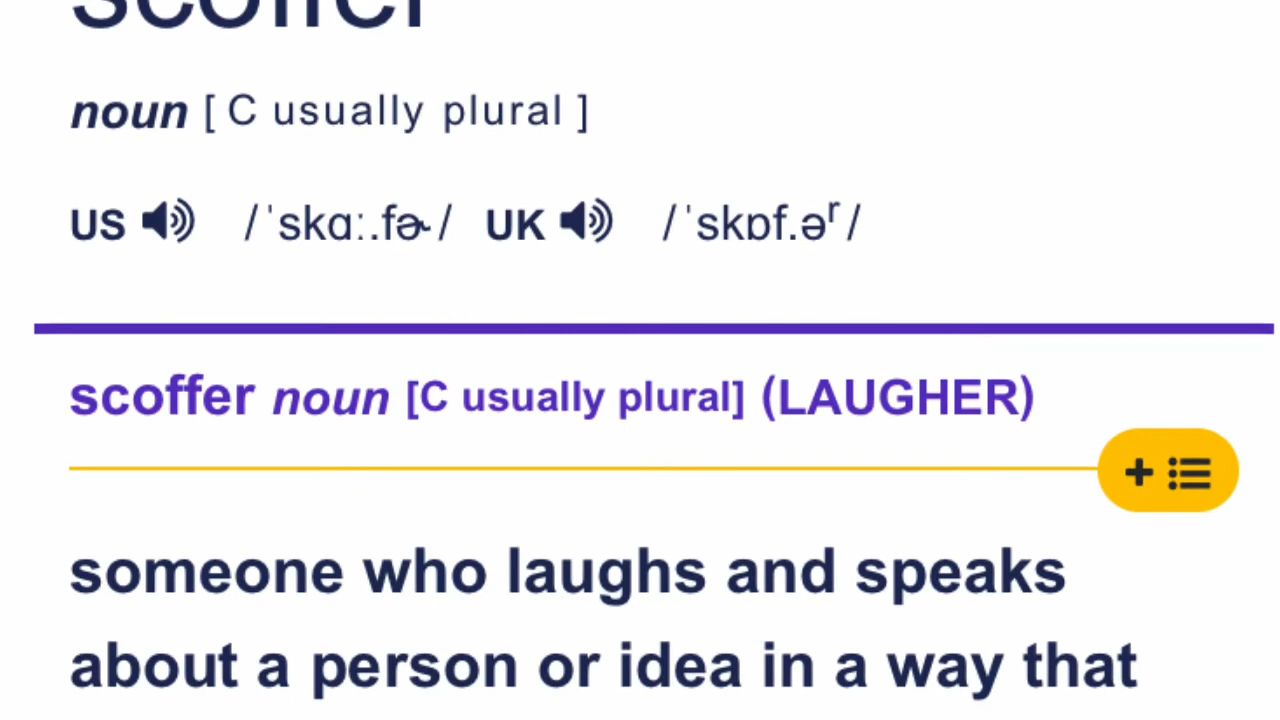 scoffer
noun [ C usually plural ]
US /ˈskɑː.fɚ/ UK /ˈskɒf.əʳ/
scoffer noun [C usually plural] (LAUGHER)
someone who laughs and speaks
about a person or idea in a way that